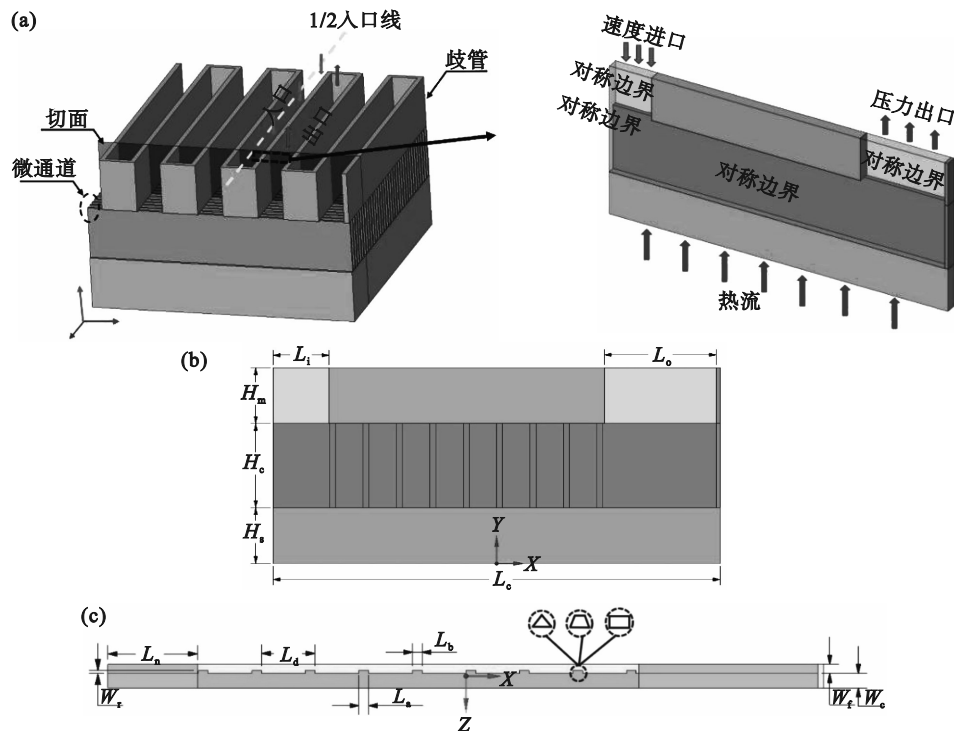 (a)
1/2入口线
歧管
切面
微通道
入口
出口
速度进口
对称边界
对称边界
压力出口
对称边界
对称边界
热流
(b)
Li
Lo
Hm
Hc
Hs
Y
X
Lc
(c)
Ln
Ld
Lb
X
Wr
La
Z
Wf
Wc